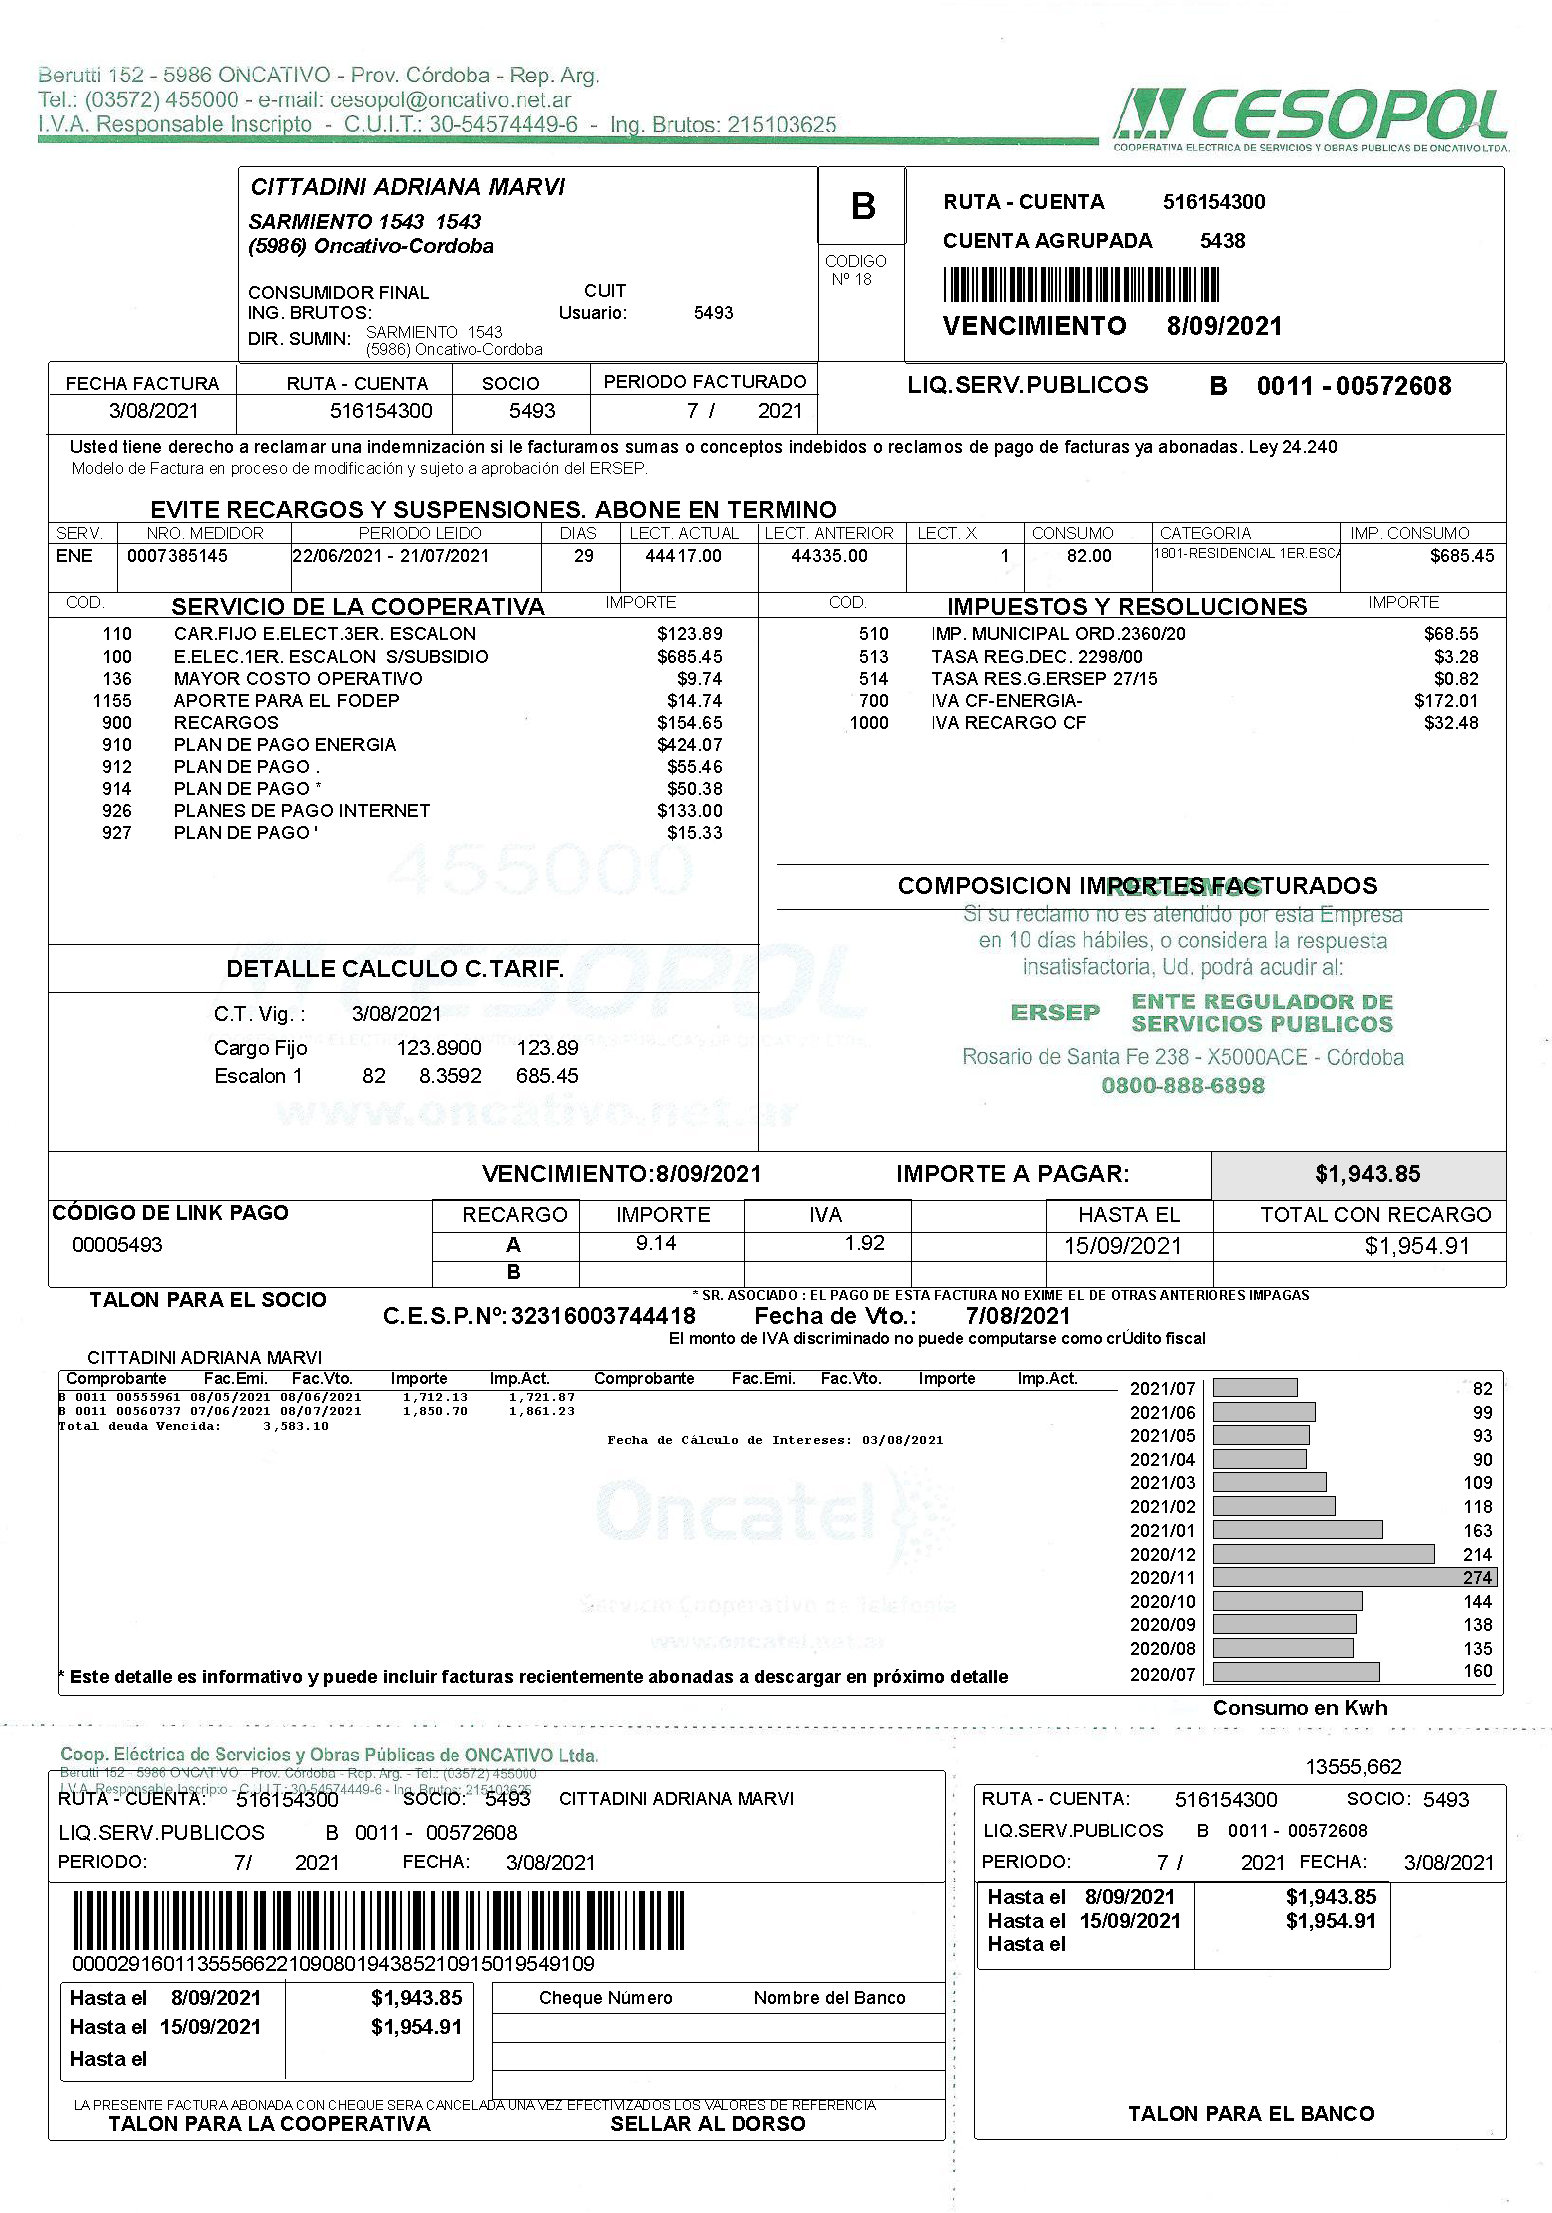 Berutti 152 - 5986 ONCATIVO - Prov. Córdoba - Rep. Arg.
Tel.: (03572) 455000 - e-mail: cesopol@oncativo.net.ar
I.V.A. Responsable Inscripto - C.U.I.T.: 30-54574449-6 - Ing. Brutos: 215103625
CESOPOL
COOPERATIVA ELECTRICA DE SERVICIOS Y OBRAS PUBLICAS DE ONCATIVO LTDA.
CITTADINI ADRIANA MARVI
SARMIENTO 1543 1543
(5986) Oncativo-Cordoba
CONSUMIDOR FINAL CUIT
ING. BRUTOS: Usuario: 5493
DIR. SUMIN: SARMIENTO 1543
(5986) Oncativo-Cordoba
B
CODIGO
Nº 18
RUTA - CUENTA 516154300
CUENTA AGRUPADA 5438
VENCIMIENTO 8/09/2021
FECHA FACTURA RUTA - CUENTA SOCIO PERIODO FACTURADO
3/08/2021 516154300 5493 7 / 2021
LIQ.SERV.PUBLICOS B 0011 - 00572608
Usted tiene derecho a reclamar una indemnización si le facturamos sumas o conceptos indebidos o reclamos de pago de facturas ya abonadas. Ley 24.240
Modelo de Factura en proceso de modificación y sujeto a aprobación del ERSEP.
EVITE RECARGOS Y SUSPENSIONES. ABONE EN TERMINO
SERV. NRO. MEDIDOR PERIODO LEIDO DIAS LECT. ACTUAL LECT. ANTERIOR LECT. X CONSUMO CATEGORIA IMP. CONSUMO
ENE 0007385145 22/06/2021 - 21/07/2021 29 44417.00 44335.00 1 82.00 1801-RESIDENCIAL 1ER.ESCA $685.45
COD. SERVICIO DE LA COOPERATIVA IMPORTE
110 CAR.FIJO E.ELECT.3ER. ESCALON $123.89
100 E.ELEC.1ER. ESCALON S/SUBSIDIO $685.45
136 MAYOR COSTO OPERATIVO $9.74
1155 APORTE PARA EL FODEP $14.74
900 RECARGOS $154.65
910 PLAN DE PAGO ENERGIA $424.07
912 PLAN DE PAGO . $55.46
914 PLAN DE PAGO * $50.38
926 PLANES DE PAGO INTERNET $133.00
927 PLAN DE PAGO ' $15.33
455000
CESOPOL
www.oncativo.net.ar
COD. IMPUESTOS Y RESOLUCIONES IMPORTE
510 IMP. MUNICIPAL ORD.2360/20 $68.55
513 TASA REG.DEC. 2298/00 $3.28
514 TASA RES.G.ERSEP 27/15 $0.82
700 IVA CF-ENERGIA- $172.01
1000 IVA RECARGO CF $32.48
COMPOSICION IMPORTES FACTURADOS
RECLAMOS
Si su reclamo no es atendido por esta Empresa
en 10 días hábiles, o considera la respuesta
insatisfactoria, Ud. podrá acudir al:
ERSEP ENTE REGULADOR DE
SERVICIOS PUBLICOS
Rosario de Santa Fe 238 - X5000ACE - Córdoba
0800-888-6898
DETALLE CALCULO C.TARIF.
C.T. Vig. : 3/08/2021
Cargo Fijo 123.8900 123.89
Escalon 1 82 8.3592 685.45
VENCIMIENTO:8/09/2021 IMPORTE A PAGAR: $1,943.85
CÓDIGO DE LINK PAGO RECARGO IMPORTE IVA HASTA EL TOTAL CON RECARGO
00005493 A 9.14 1.92 15/09/2021 $1,954.91
B
* SR. ASOCIADO : EL PAGO DE ESTA FACTURA NO EXIME EL DE OTRAS ANTERIORES IMPAGAS
TALON PARA EL SOCIO
C.E.S.P.Nº: 32316003744418 Fecha de Vto.: 7/08/2021
El monto de IVA discriminado no puede computarse como crÚdito fiscal
CITTADINI ADRIANA MARVI
Comprobante Fac.Emi. Fac.Vto. Importe Imp.Act. Comprobante Fac.Emi. Fac.Vto. Importe Imp.Act.
B 0011 00555961 08/05/2021 08/06/2021 1,712.13 1,721.87
B 0011 00560737 07/06/2021 08/07/2021 1,850.70 1,861.23
Total deuda Vencida: 3,583.10
Fecha de Cálculo de Intereses: 03/08/2021
Oncatel
Servicio Cooperativo de Telefonía
www.oncatel.net.ar
* Este detalle es informativo y puede incluir facturas recientemente abonadas a descargar en próximo detalle
2021/07 82
2021/06 99
2021/05 93
2021/04 90
2021/03 109
2021/02 118
2021/01 163
2020/12 214
2020/11 274
2020/10 144
2020/09 138
2020/08 135
2020/07 160
Consumo en Kwh
Coop. Eléctrica de Servicios y Obras Públicas de ONCATIVO Ltda.
Berutti 152 - 5986 ONCATIVO - Prov. Córdoba - Rep. Arg. - Tel.: (03572) 455000
I.V.A. Responsable Inscripto - C.U.I.T.: 30-54574449-6 - Ing. Brutos: 215103625
RUTA - CUENTA: 516154300 SOCIO: 5493 CITTADINI ADRIANA MARVI
LIQ.SERV.PUBLICOS B 0011 - 00572608
PERIODO: 7/ 2021 FECHA: 3/08/2021
00002916011355566221090801943852109150195491​09
Hasta el 8/09/2021 $1,943.85
Hasta el 15/09/2021 $1,954.91
Hasta el
Cheque Número Nombre del Banco
LA PRESENTE FACTURA ABONADA CON CHEQUE SERA CANCELADA UNA VEZ EFECTIVIZADOS LOS VALORES DE REFERENCIA
TALON PARA LA COOPERATIVA SELLAR AL DORSO
13555,662
RUTA - CUENTA: 516154300 SOCIO: 5493
LIQ.SERV.PUBLICOS B 0011 - 00572608
PERIODO: 7 / 2021 FECHA: 3/08/2021
Hasta el 8/09/2021 $1,943.85
Hasta el 15/09/2021 $1,954.91
Hasta el
TALON PARA EL BANCO